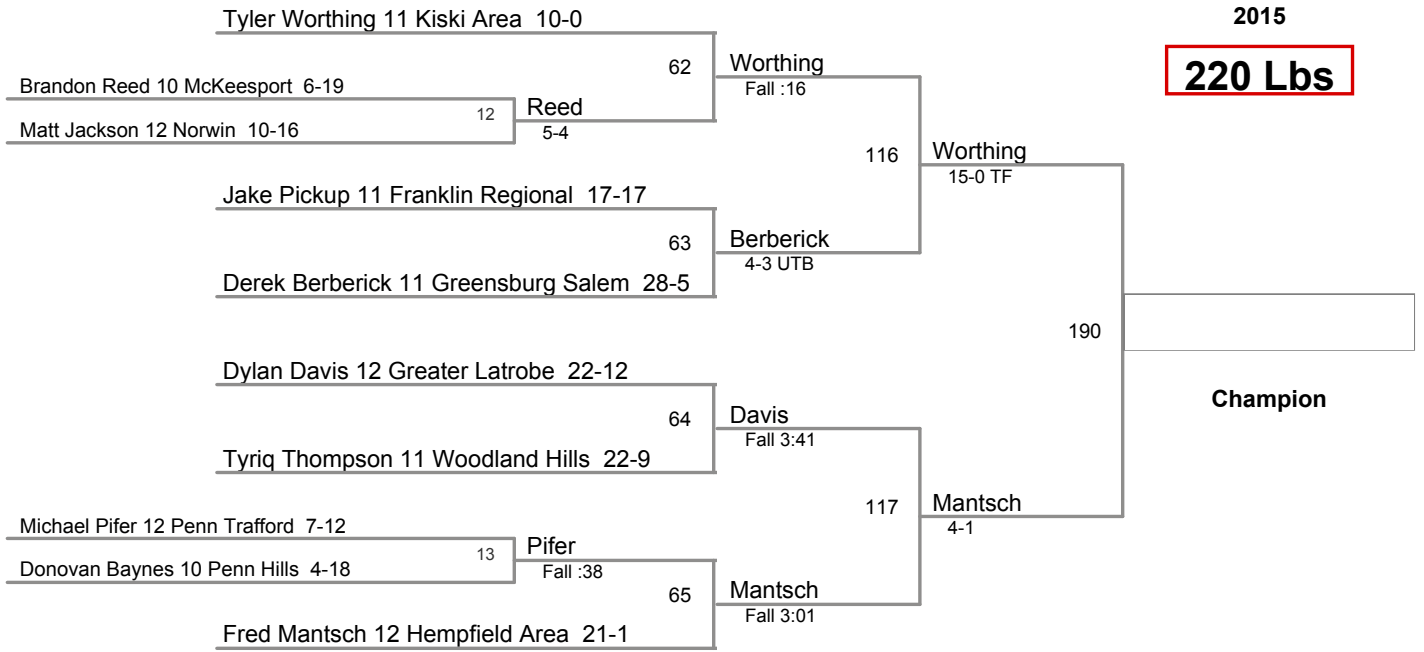 Tyler Worthing 11 Kiski Area 10-0
2015
220 Lbs
62
Worthing
Fall :16
Brandon Reed 10 McKeesport 6-19
12
Reed
5-4
Matt Jackson 12 Norwin 10-16
116
Worthing
15-0 TF
Jake Pickup 11 Franklin Regional 17-17
63
Berberick
4-3 UTB
Derek Berberick 11 Greensburg Salem 28-5
190
Dylan Davis 12 Greater Latrobe 22-12
Champion
64
Davis
Fall 3:41
Tyriq Thompson 11 Woodland Hills 22-9
117
Mantsch
4-1
Michael Pifer 12 Penn Trafford 7-12
13
Pifer
Fall :38
Donovan Baynes 10 Penn Hills 4-18
65
Mantsch
Fall 3:01
Fred Mantsch 12 Hempfield Area 21-1